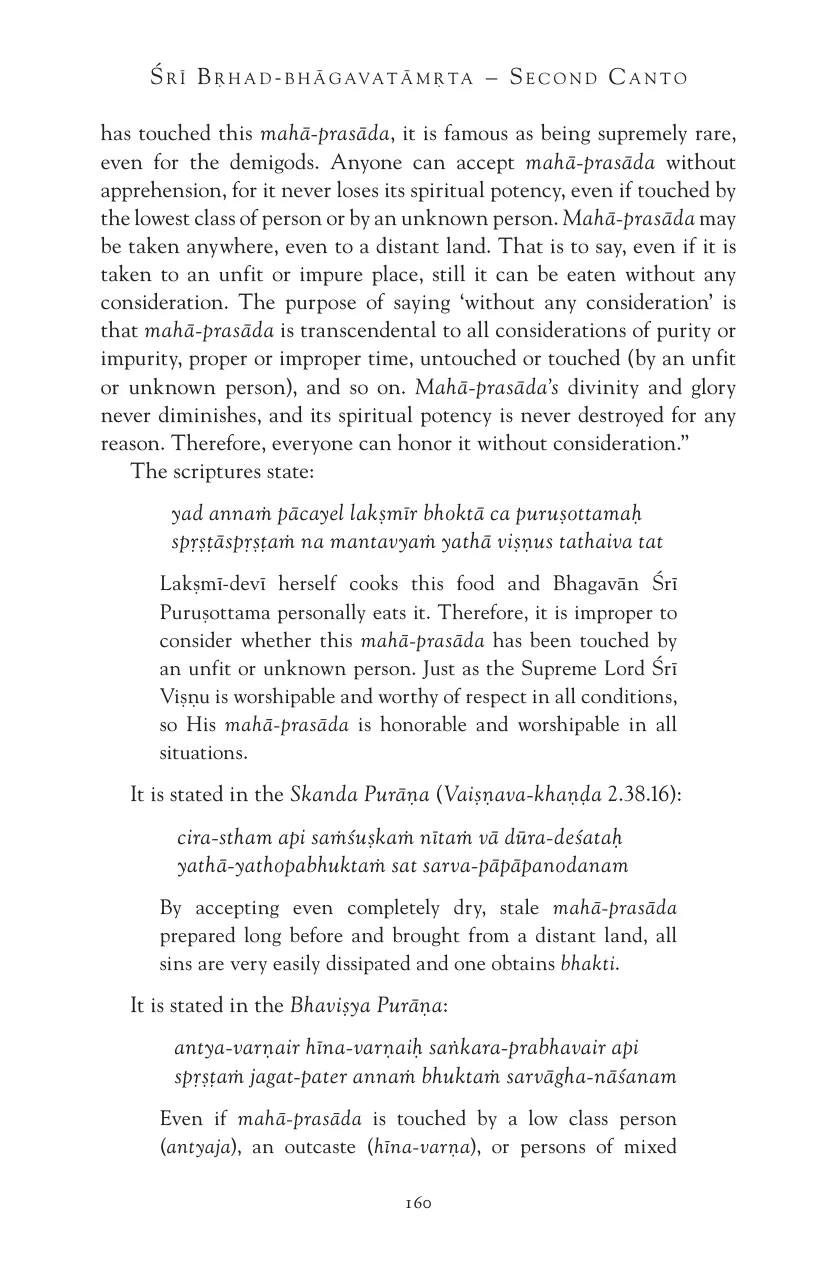 ŚRĪ BṚHAD-BHĀGAVATĀMṚTA – SECOND CANTO
has touched this mahā-prasāda, it is famous as being supremely rare,
even for the demigods. Anyone can accept mahā-prasāda without
apprehension, for it never loses its spiritual potency, even if touched by
the lowest class of person or by an unknown person. Mahā-prasāda may
be taken anywhere, even to a distant land. That is to say, even if it is
taken to an unfit or impure place, still it can be eaten without any
consideration. The purpose of saying ‘without any consideration’ is
that mahā-prasāda is transcendental to all considerations of purity or
impurity, proper or improper time, untouched or touched (by an unfit
or unknown person), and so on. Mahā-prasāda’s divinity and glory
never diminishes, and its spiritual potency is never destroyed for any
reason. Therefore, everyone can honor it without consideration.”
The scriptures state:
yad annaṁ pācayel lakṣmīr bhoktā ca puruṣottamaḥ
spṛṣṭāspṛṣṭaṁ na mantavyaṁ yathā viṣṇus tathaiva tat
Lakṣmī-devī herself cooks this food and Bhagavān Śrī
Puruṣottama personally eats it. Therefore, it is improper to
consider whether this mahā-prasāda has been touched by
an unfit or unknown person. Just as the Supreme Lord Śrī
Viṣṇu is worshipable and worthy of respect in all conditions,
so His mahā-prasāda is honorable and worshipable in all
situations.
It is stated in the Skanda Purāṇa (Vaiṣṇava-khaṇḍa 2.38.16):
cira-stham api saṁśuṣkaṁ nītaṁ vā dūra-deśataḥ
yathā-yathopabhuktaṁ sat sarva-pāpāpanodanam
By accepting even completely dry, stale mahā-prasāda
prepared long before and brought from a distant land, all
sins are very easily dissipated and one obtains bhakti.
It is stated in the Bhaviṣya Purāṇa:
antya-varṇair hīna-varṇaiḥ saṅkara-prabhavair api
spṛṣṭaṁ jagat-pater annaṁ bhuktaṁ sarvāgha-nāśanam
Even if mahā-prasāda is touched by a low class person
(antyaja), an outcaste (hīna-varṇa), or persons of mixed
160